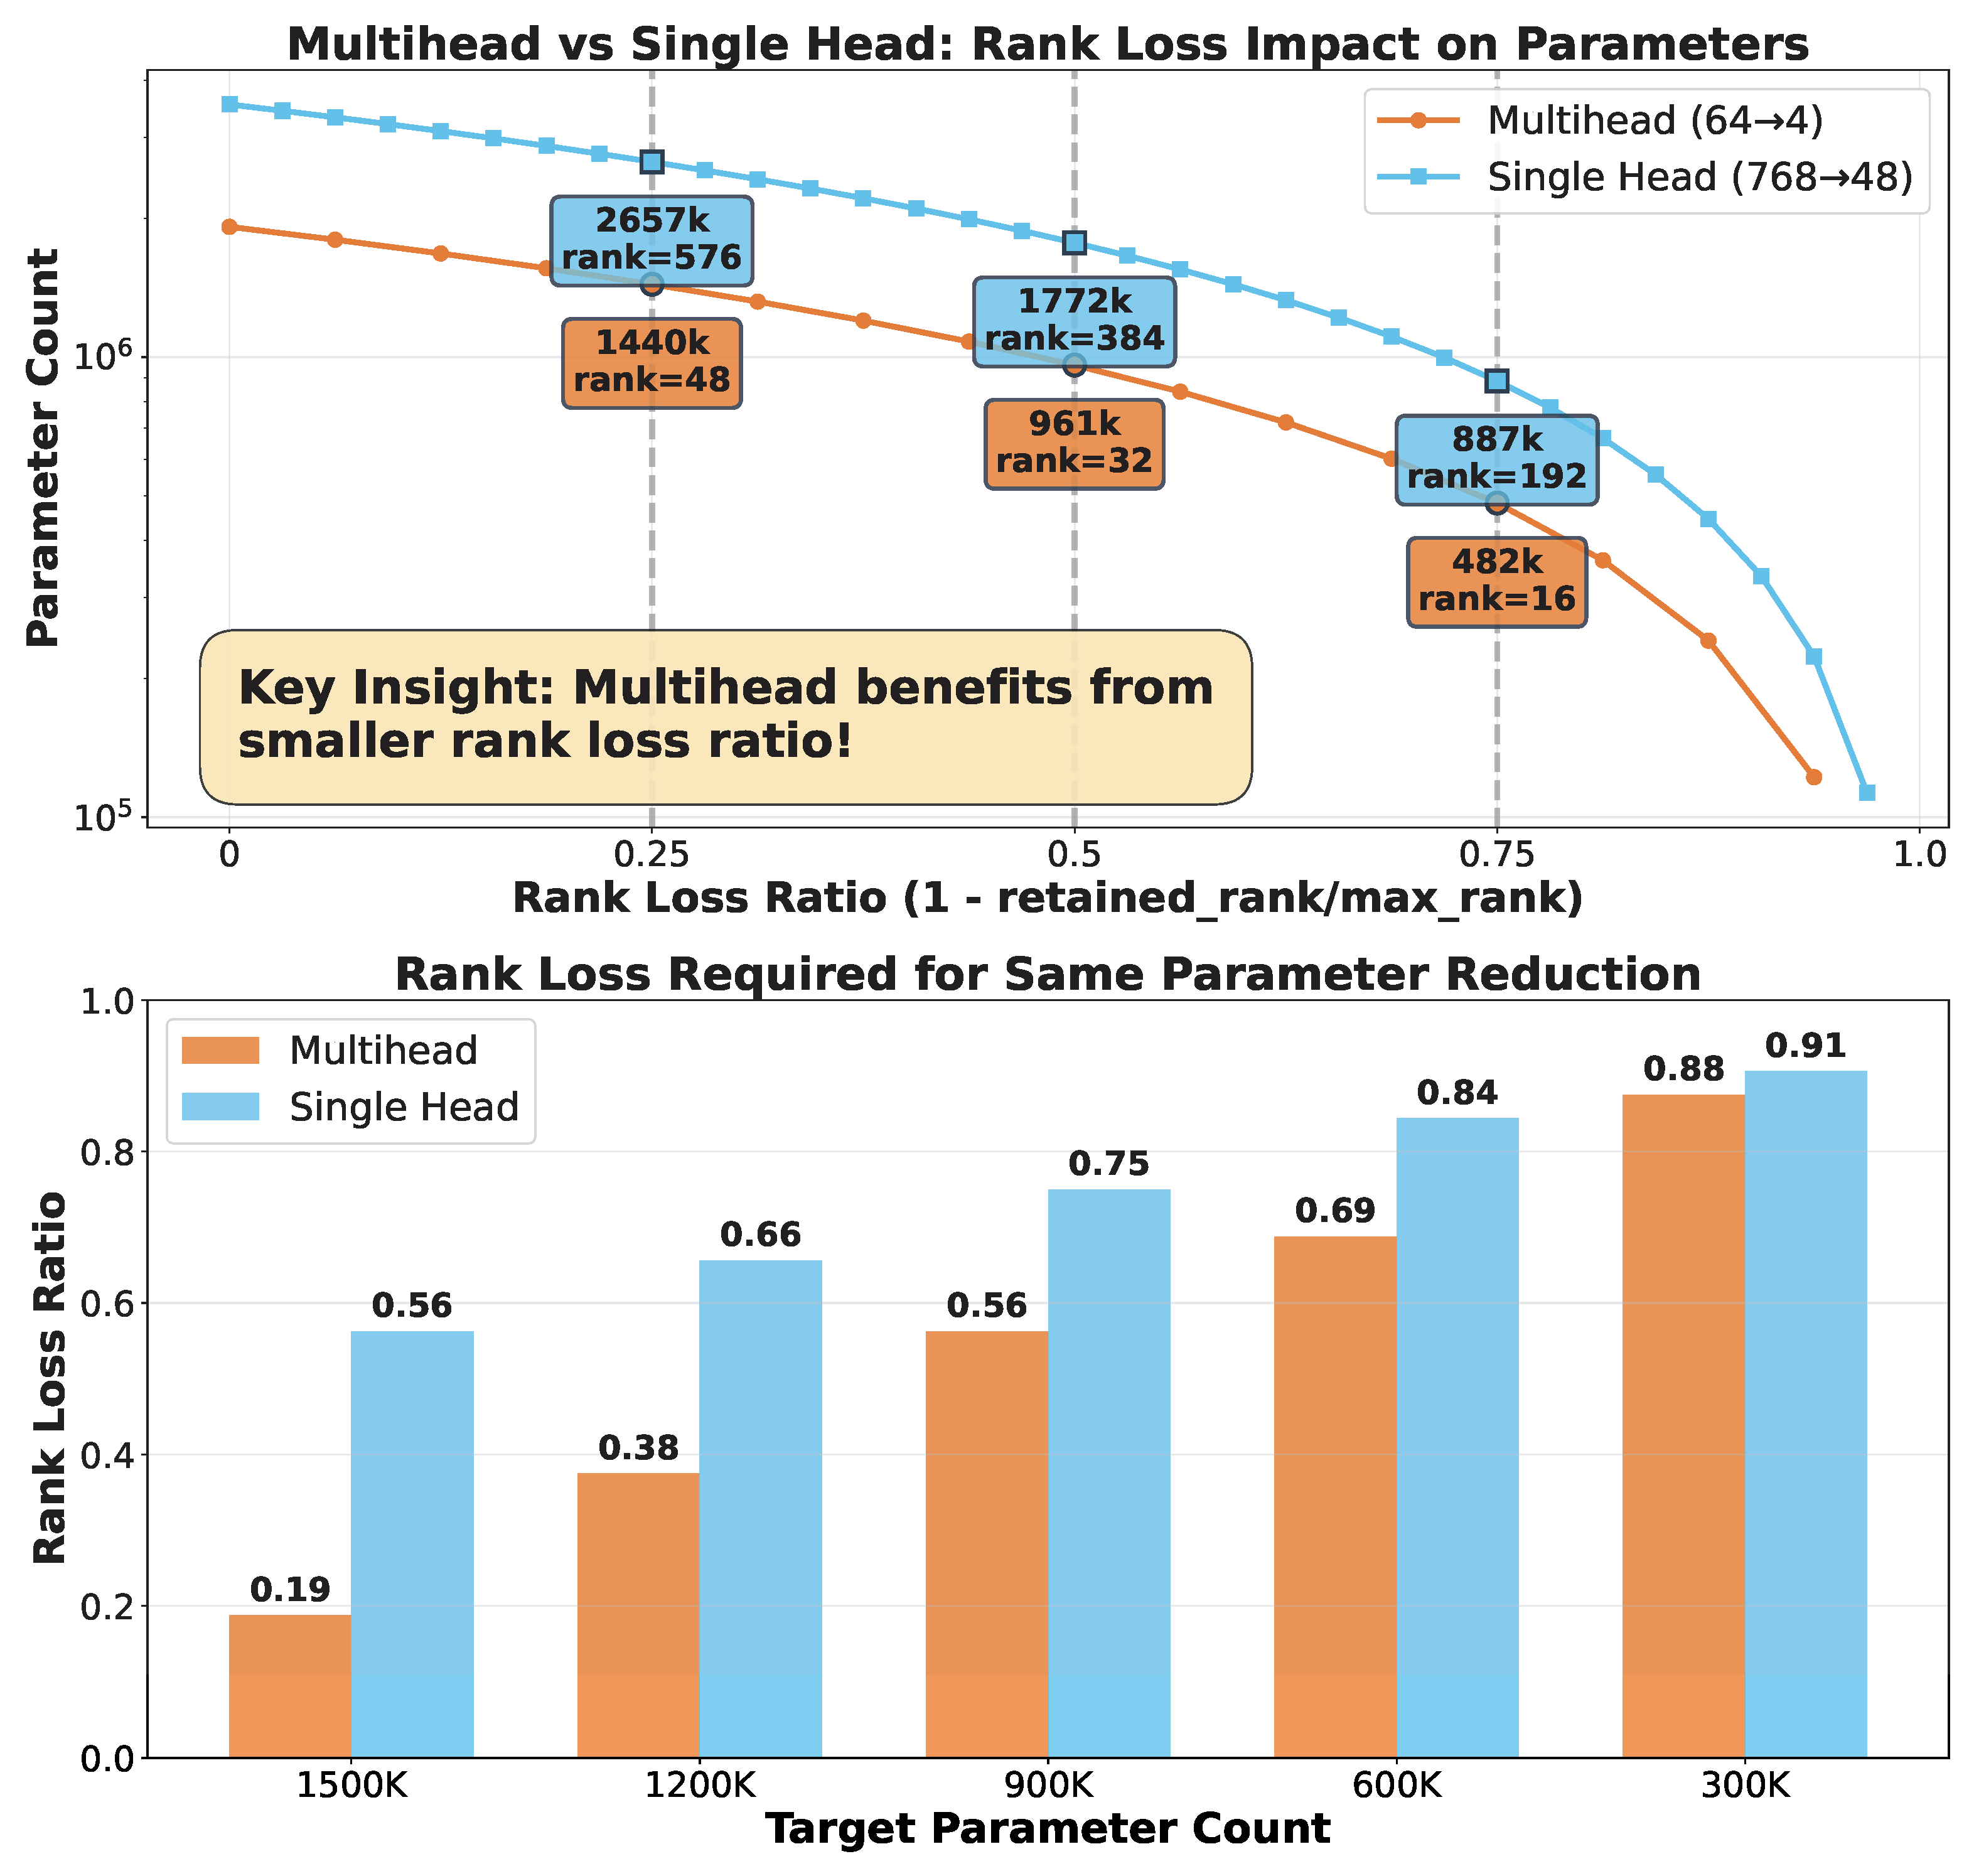 Multihead vs Single Head: Rank Loss Impact on Parameters
Parameter Count
10⁶
10⁵
Multihead (64→4)
Single Head (768→48)
2657k
rank=576
1440k
rank=48
1772k
rank=384
961k
rank=32
887k
rank=192
482k
rank=16
Key Insight: Multihead benefits from
smaller rank loss ratio!
0
0.25
0.5
0.75
1.0
Rank Loss Ratio (1 - retained_rank/max_rank)
Rank Loss Required for Same Parameter Reduction
Rank Loss Ratio
1.0
0.8
0.6
0.4
0.2
0.0
Multihead
Single Head
0.19
0.56
0.38
0.66
0.56
0.75
0.69
0.84
0.88
0.91
1500K
1200K
900K
600K
300K
Target Parameter Count